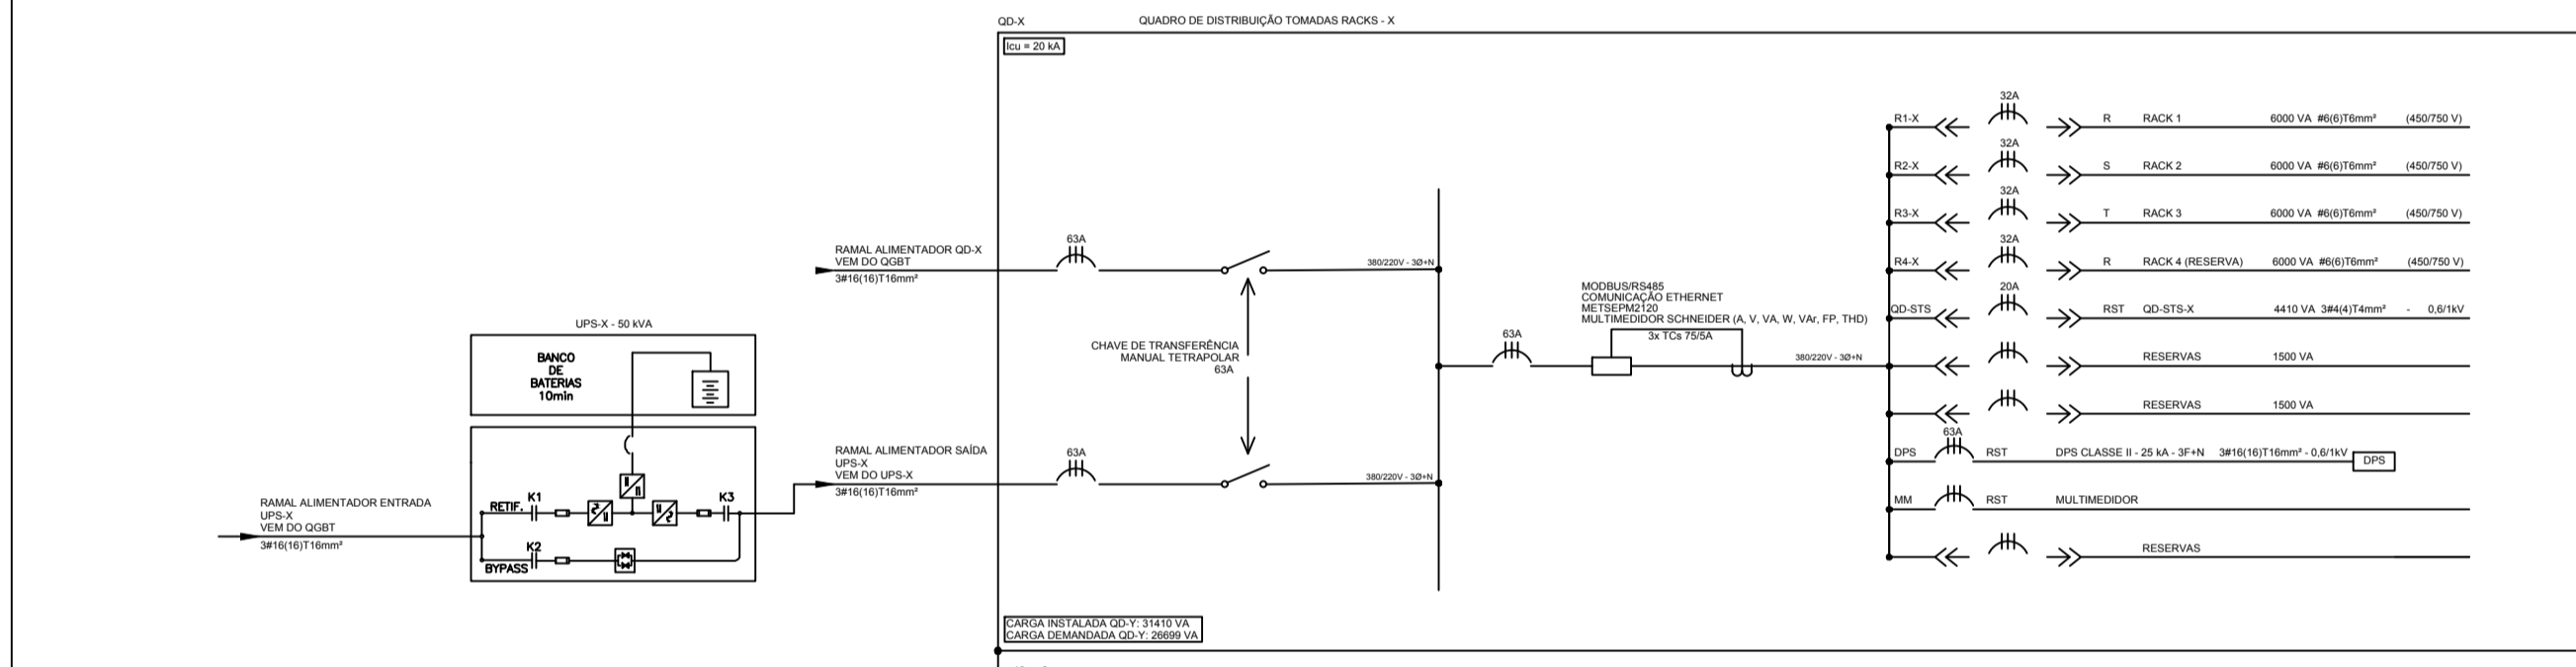 QD-X
QUADRO DE DISTRIBUIÇÃO TOMADAS RACKS - X
Icu = 20 kA
RAMAL ALIMENTADOR ENTRADA
UPS-X
VEM DO QGBT
3#16(16)T16mm²
UPS-X - 50 kVA
BANCO
DE
BATERIAS
10min
RETIF.
K1
K3
K2
BYPASS
RAMAL ALIMENTADOR QD-X
VEM DO QGBT
3#16(16)T16mm²
RAMAL ALIMENTADOR SAÍDA
UPS-X
VEM DO UPS-X
3#16(16)T16mm²
63A
63A
CHAVE DE TRANSFERÊNCIA
MANUAL TETRAPOLAR
63A
380/220V - 3Ø+N
380/220V - 3Ø+N
63A
MODBUS/RS485
COMUNICAÇÃO ETHERNET
METSEPM2120
MULTIMEDIDOR SCHNEIDER (A, V, VA, W, VAr, FP, THD)
3x TCs 75/5A
380/220V - 3Ø+N
R1-X 32A R RACK 1 6000 VA #6(6)T6mm² (450/750 V)
R2-X 32A S RACK 2 6000 VA #6(6)T6mm² (450/750 V)
R3-X 32A T RACK 3 6000 VA #6(6)T6mm² (450/750 V)
R4-X 32A R RACK 4 (RESERVA) 6000 VA #6(6)T6mm² (450/750 V)
QD-STS 20A RST QD-STS-X 4410 VA 3#4(4)T4mm² - 0,6/1kV
RESERVAS 1500 VA
RESERVAS 1500 VA
DPS 63A RST DPS CLASSE II - 25 kA - 3F+N 3#16(16)T16mm² - 0,6/1kV DPS
MM RST MULTIMEDIDOR
RESERVAS
CARGA INSTALADA QD-Y: 31410 VA
CARGA DEMANDADA QD-Y: 26699 VA